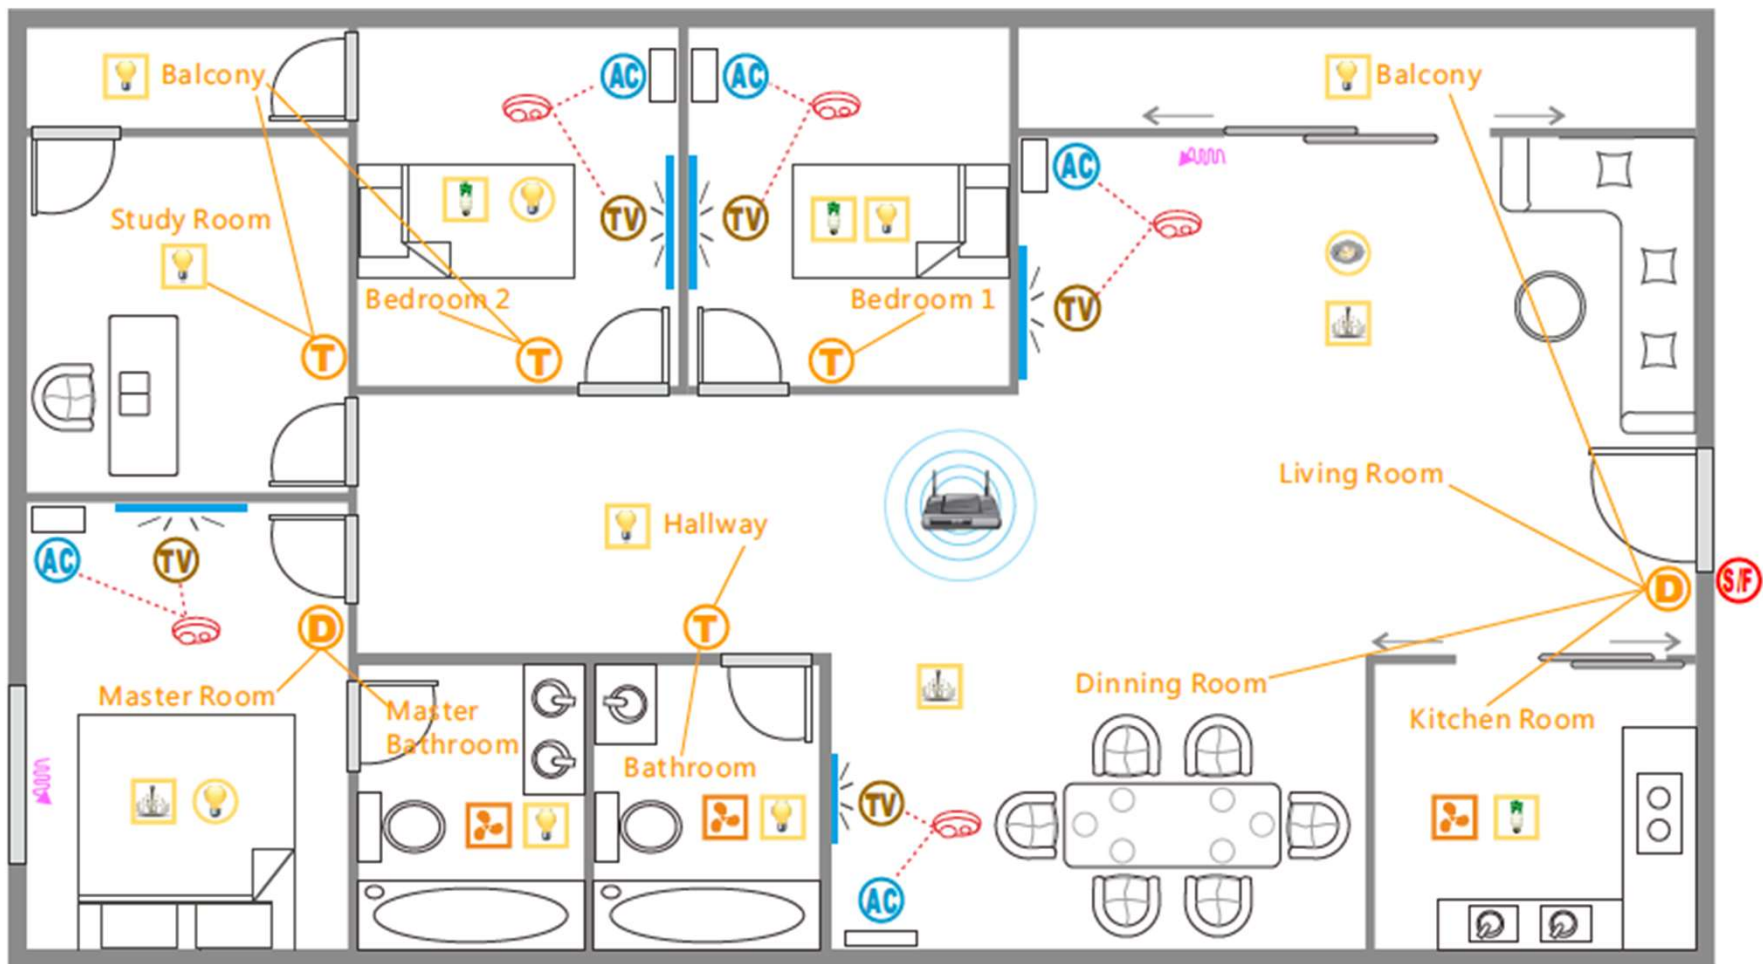 Balcony
AC
AC
Balcony
AC
Study Room
TV
TV
Bedroom 2
Bedroom 1
TV
T
T
T
Living Room
Hallway
AC
TV
S/F
D
D
T
Master Room
Master
Bathroom
Dinning Room
Kitchen Room
Bathroom
TV
AC